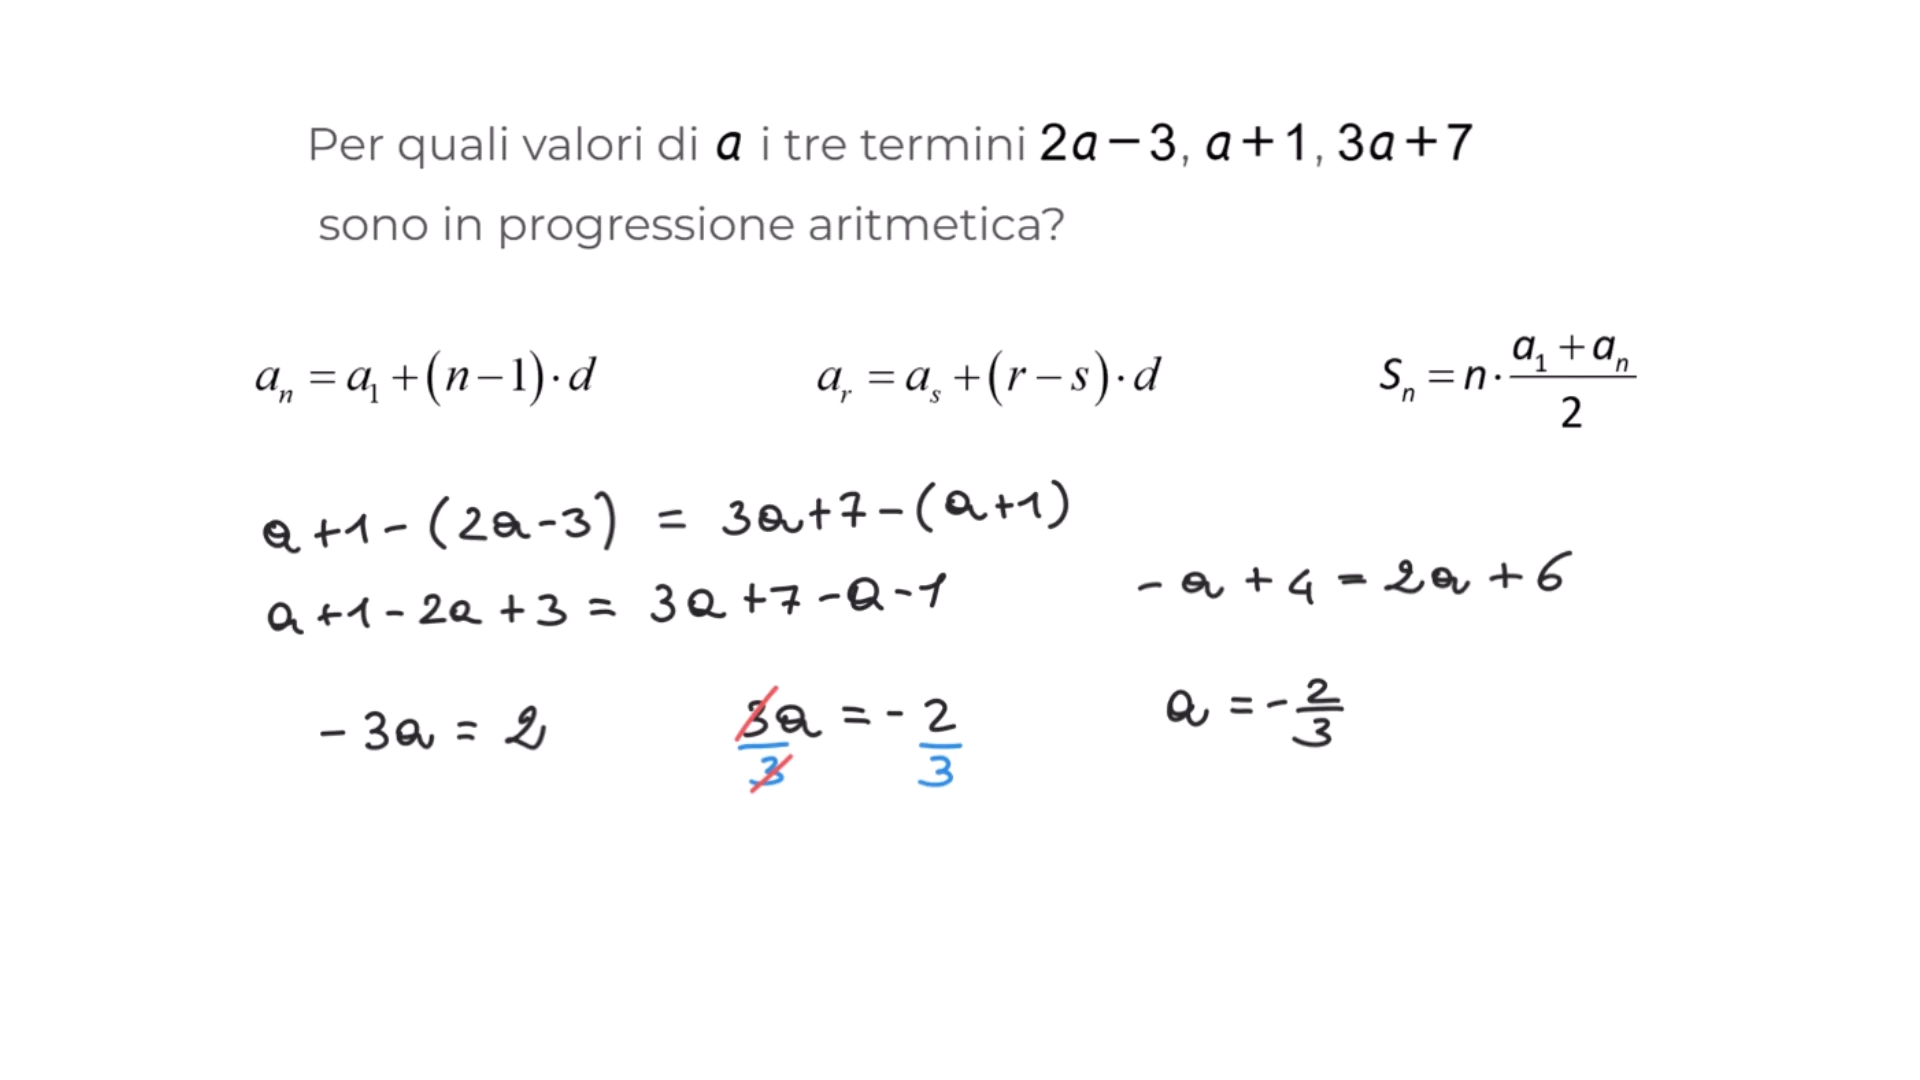 Per quali valori di a i tre termini 2a−3, a+1, 3a+7
sono in progressione aritmetica?
aₙ = a₁ + (n−1)·d
aᵣ = aₛ + (r−s)·d
Sₙ = n· (a₁+aₙ)/2
a+1-(2a-3) = 3a+7-(a+1)
a+1-2a+3 = 3a+7-a-1
-a+4=2a+6
-3a = 2
3a/3 = -2/3
a = -2/3